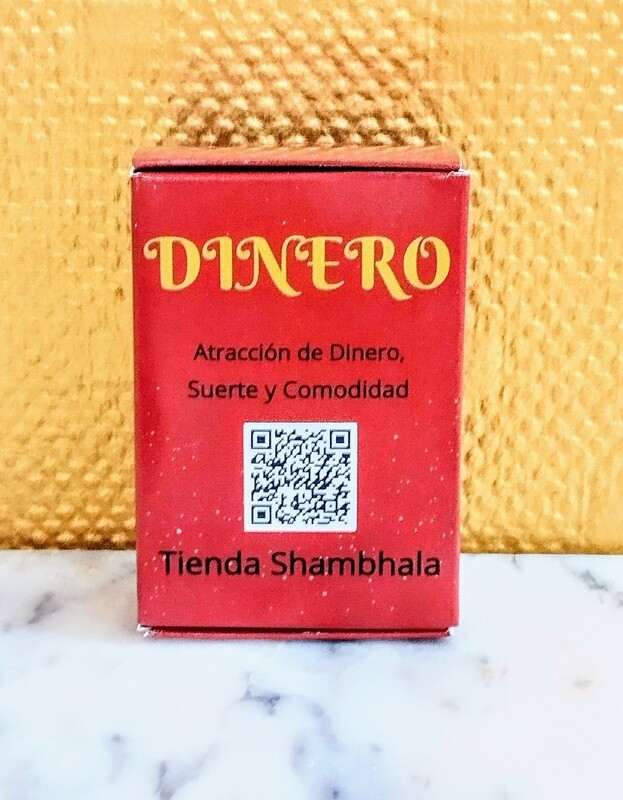 DINERO
Atracción de Dinero,
Suerte y Comodidad
Tienda Shambhala